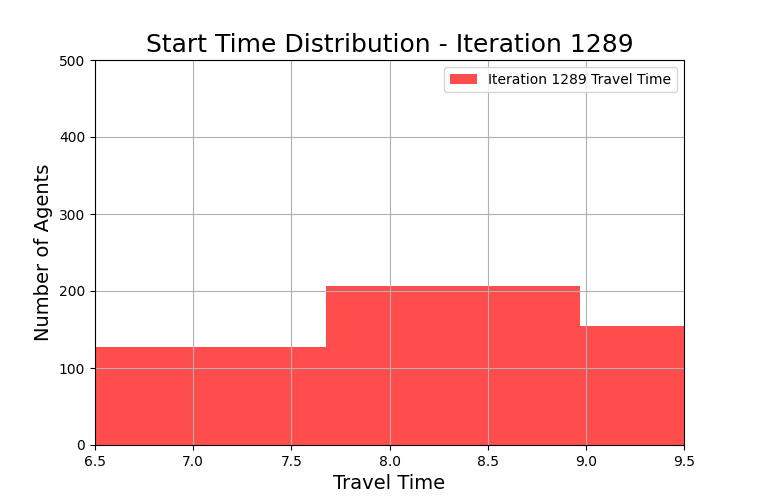 Start Time Distribution - Iteration 1289
Iteration 1289 Travel Time
Number of Agents
500
400
300
200
100
0
6.5 7.0 7.5 8.0 8.5 9.0 9.5
Travel Time